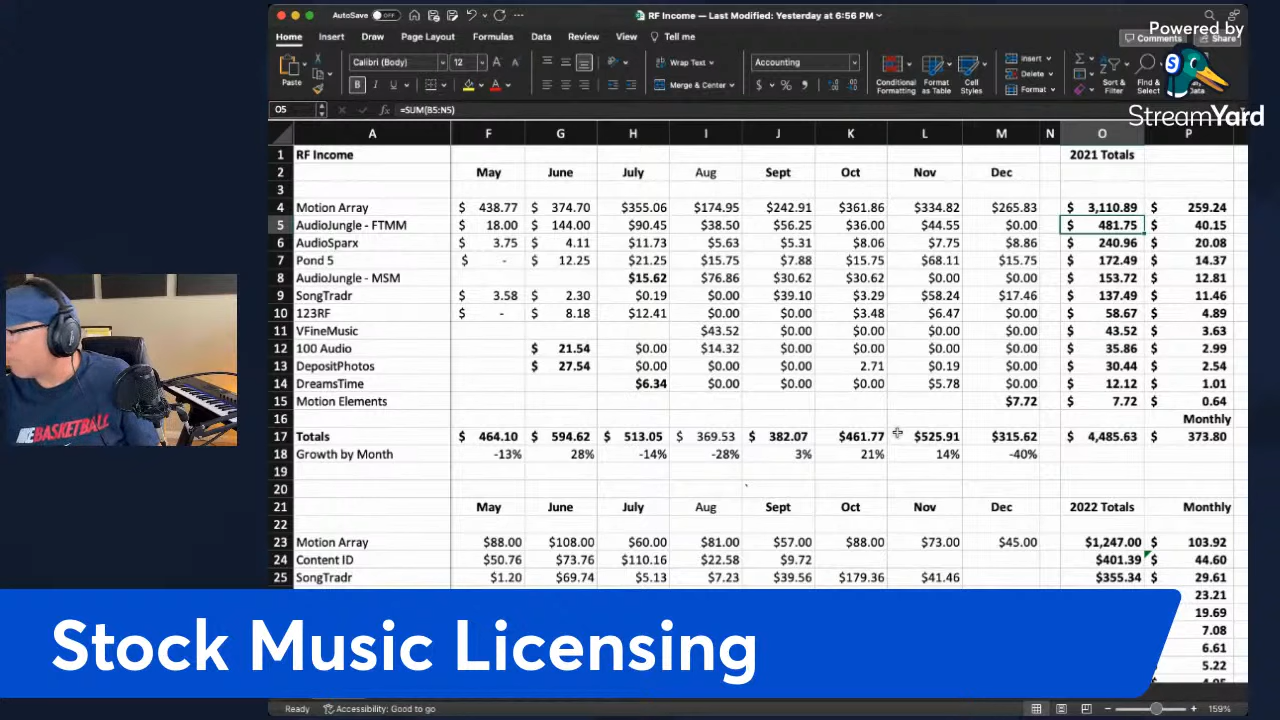 AutoSave OFF RF Income — Last Modified: Yesterday at 6:56 PM
Powered by
StreamYard
Home Insert Draw Page Layout Formulas Data Review View Tell me Comments Share
Paste Calibri (Body) 12 Wrap Text Merge & Center Accounting Conditional Formatting Format as Table Cell Styles Insert Delete Format Sort & Filter Find & Select
O5 fx =SUM(B5:N5)
A F G H I J K L M N O P
1 RF Income 2021 Totals
2 May June July Aug Sept Oct Nov Dec
3
4 Motion Array $ 438.77 $ 374.70 $355.06 $174.95 $242.91 $361.86 $334.82 $265.83 $ 3,110.89 $ 259.24
5 AudioJungle - FTMM $ 18.00 $ 144.00 $90.45 $38.50 $56.25 $36.00 $44.55 $0.00 $ 481.75 $ 40.15
6 AudioSparx $ 3.75 $ 4.11 $11.73 $5.63 $5.31 $8.06 $7.75 $8.86 $ 240.96 $ 20.08
7 Pond 5 $ - $ 12.25 $21.25 $15.75 $7.88 $15.75 $68.11 $15.75 $ 172.49 $ 14.37
8 AudioJungle - MSM $15.62 $76.86 $30.62 $30.62 $0.00 $0.00 $ 153.72 $ 12.81
9 SongTradr $ 3.58 $ 2.30 $0.19 $0.00 $39.10 $3.29 $58.24 $17.46 $ 137.49 $ 11.46
10 123RF $ - $ 8.18 $12.41 $0.00 $0.00 $3.48 $6.47 $0.00 $ 58.67 $ 4.89
11 VFineMusic $43.52 $0.00 $0.00 $0.00 $0.00 $ 43.52 $ 3.63
12 100 Audio $ 21.54 $0.00 $14.32 $0.00 $0.00 $0.00 $0.00 $ 35.86 $ 2.99
13 DepositPhotos $ 27.54 $0.00 $0.00 $0.00 2.71 $0.19 $0.00 $ 30.44 $ 2.54
14 DreamsTime $6.34 $0.00 $0.00 $0.00 $5.78 $0.00 $ 12.12 $ 1.01
15 Motion Elements $7.72 $ 7.72 $ 0.64
16 Monthly
17 Totals $ 464.10 $ 594.62 $ 513.05 $ 369.53 $ 382.07 $461.77 $525.91 $315.62 $ 4,485.63 $ 373.80
18 Growth by Month -13% 28% -14% -28% 3% 21% 14% -40%
19
20
21 May June July Aug Sept Oct Nov Dec 2022 Totals Monthly
22
23 Motion Array $88.00 $108.00 $60.00 $81.00 $57.00 $88.00 $73.00 $45.00 $1,247.00 $ 103.92
24 Content ID $50.76 $73.76 $110.16 $22.58 $9.72 $401.39 $ 44.60
25 SongTradr $1.20 $69.74 $5.13 $7.23 $39.56 $179.36 $41.46 $355.34 $ 29.61
23.21
19.69
7.08
6.61
5.22
BASKETBALL
Stock Music Licensing
Ready Accessibility: Good to go 159%